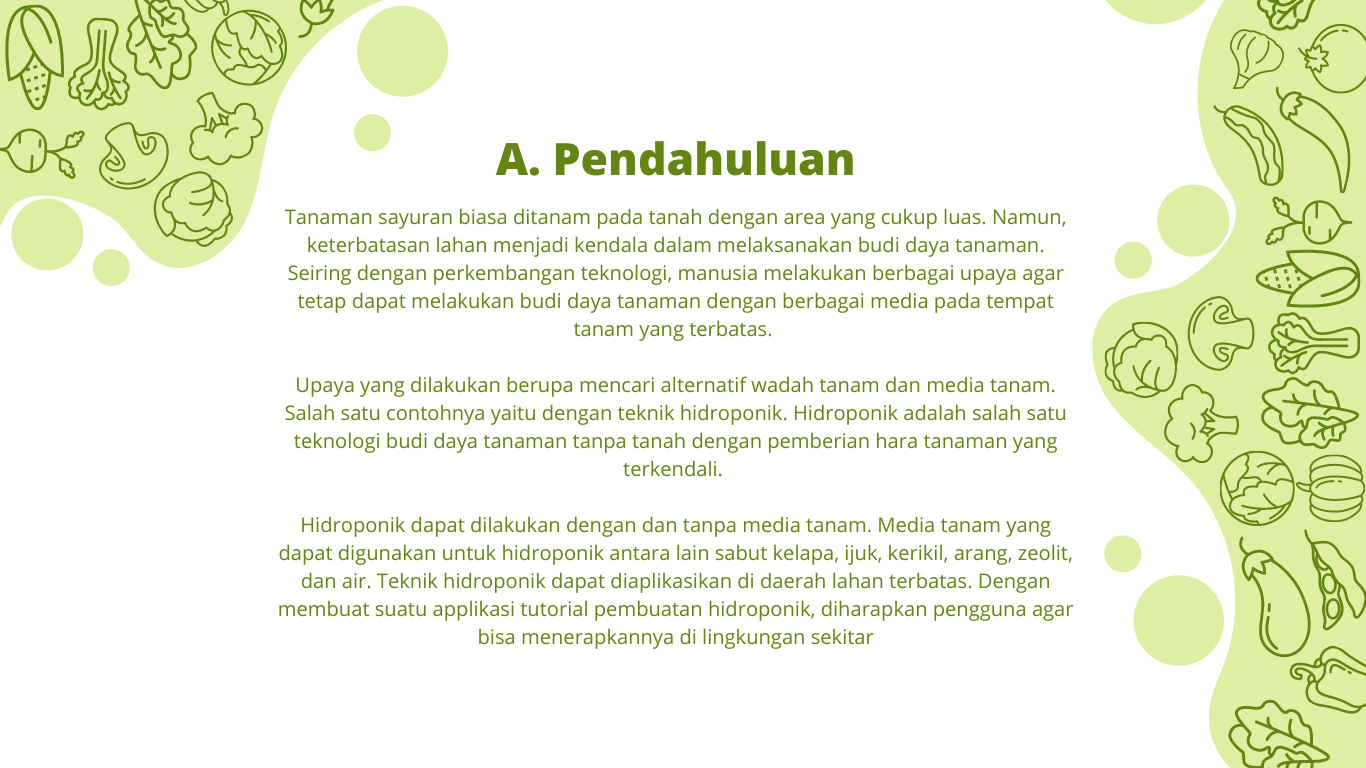 A. Pendahuluan
Tanaman sayuran biasa ditanam pada tanah dengan area yang cukup luas. Namun,
keterbatasan lahan menjadi kendala dalam melaksanakan budi daya tanaman.
Seiring dengan perkembangan teknologi, manusia melakukan berbagai upaya agar
tetap dapat melakukan budi daya tanaman dengan berbagai media pada tempat
tanam yang terbatas.
Upaya yang dilakukan berupa mencari alternatif wadah tanam dan media tanam.
Salah satu contohnya yaitu dengan teknik hidroponik. Hidroponik adalah salah satu
teknologi budi daya tanaman tanpa tanah dengan pemberian hara tanaman yang
terkendali.
Hidroponik dapat dilakukan dengan dan tanpa media tanam. Media tanam yang
dapat digunakan untuk hidroponik antara lain sabut kelapa, ijuk, kerikil, arang, zeolit,
dan air. Teknik hidroponik dapat diaplikasikan di daerah lahan terbatas. Dengan
membuat suatu applikasi tutorial pembuatan hidroponik, diharapkan pengguna agar
bisa menerapkannya di lingkungan sekitar